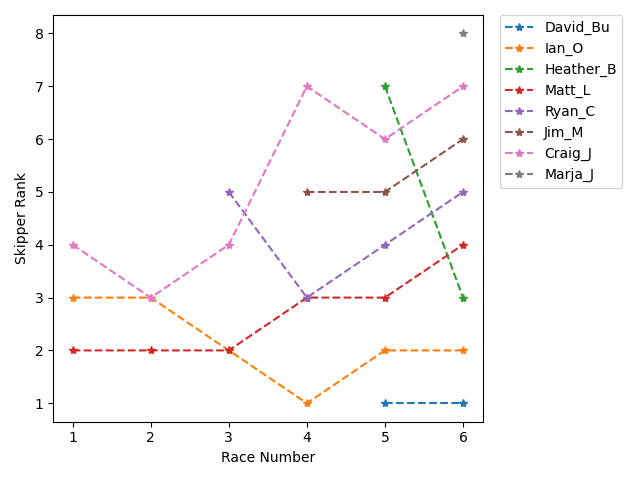 8
7
6
5
4
3
2
1
Skipper Rank
1 2 3 4 5 6
Race Number
David_Bu
Ian_O
Heather_B
Matt_L
Ryan_C
Jim_M
Craig_J
Marja_J